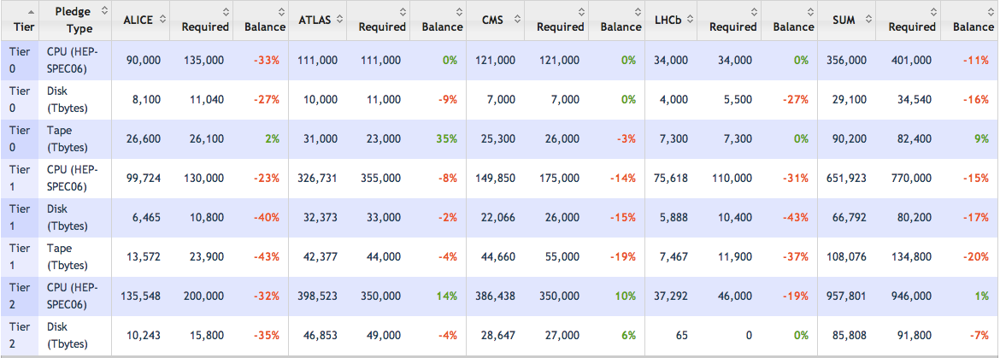 Tier Pledge Type ALICE Required Balance ATLAS Required Balance CMS Required Balance LHCb Required Balance SUM Required Balance
Tier 0 CPU (HEP-SPEC06) 90,000 135,000 -33% 111,000 111,000 0% 121,000 121,000 0% 34,000 34,000 0% 356,000 401,000 -11%
Tier 0 Disk (Tbytes) 8,100 11,040 -27% 10,000 11,000 -9% 7,000 7,000 0% 4,000 5,500 -27% 29,100 34,540 -16%
Tier 0 Tape (Tbytes) 26,600 26,100 2% 31,000 23,000 35% 25,300 26,000 -3% 7,300 7,300 0% 90,200 82,400 9%
Tier 1 CPU (HEP-SPEC06) 99,724 130,000 -23% 326,731 355,000 -8% 149,850 175,000 -14% 75,618 110,000 -31% 651,923 770,000 -15%
Tier 1 Disk (Tbytes) 6,465 10,800 -40% 32,373 33,000 -2% 22,066 26,000 -15% 5,888 10,400 -43% 66,792 80,200 -17%
Tier 1 Tape (Tbytes) 13,572 23,900 -43% 42,377 44,000 -4% 44,660 55,000 -19% 7,467 11,900 -37% 108,076 134,800 -20%
Tier 2 CPU (HEP-SPEC06) 135,548 200,000 -32% 398,523 350,000 14% 386,438 350,000 10% 37,292 46,000 -19% 957,801 946,000 1%
Tier 2 Disk (Tbytes) 10,243 15,800 -35% 46,853 49,000 -4% 28,647 27,000 6% 65 0 0% 85,808 91,800 -7%